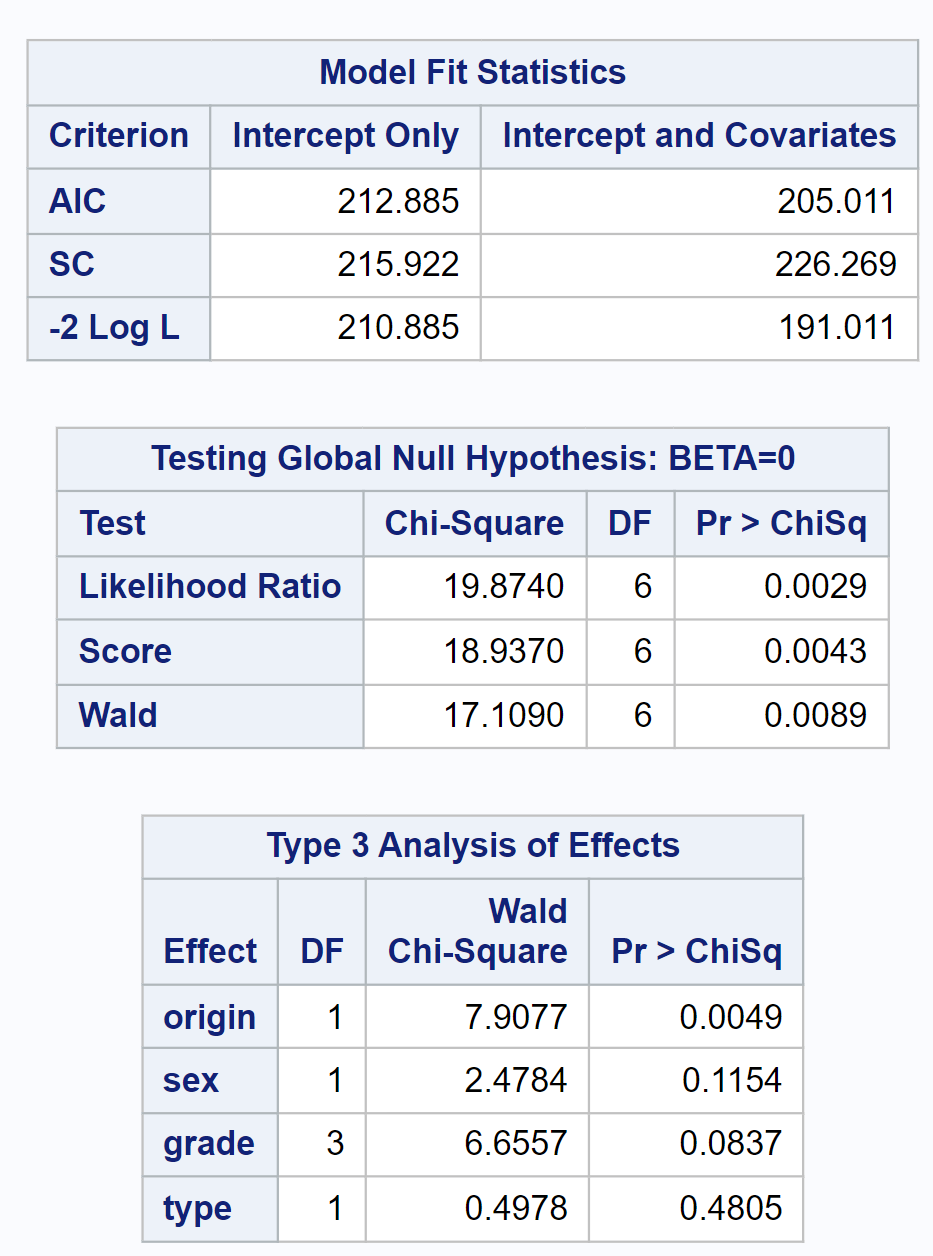 Model Fit Statistics
Criterion Intercept Only Intercept and Covariates
AIC 212.885 205.011
SC 215.922 226.269
-2 Log L 210.885 191.011
Testing Global Null Hypothesis: BETA=0
Test Chi-Square DF Pr > ChiSq
Likelihood Ratio 19.8740 6 0.0029
Score 18.9370 6 0.0043
Wald 17.1090 6 0.0089
Type 3 Analysis of Effects
Wald
Effect DF Chi-Square Pr > ChiSq
origin 1 7.9077 0.0049
sex 1 2.4784 0.1154
grade 3 6.6557 0.0837
type 1 0.4978 0.4805